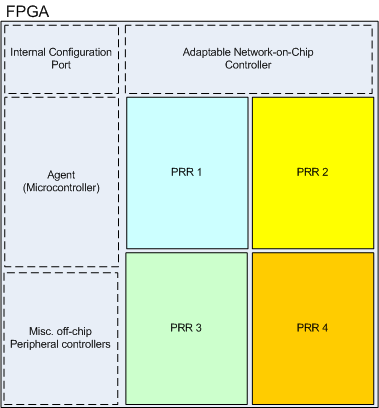 FPGA
Internal Configuration
Port
Adaptable Network-on-Chip
Controller
Agent
(Microcontroller)
PRR 1
PRR 2
Misc. off-chip
Peripheral controllers
PRR 3
PRR 4